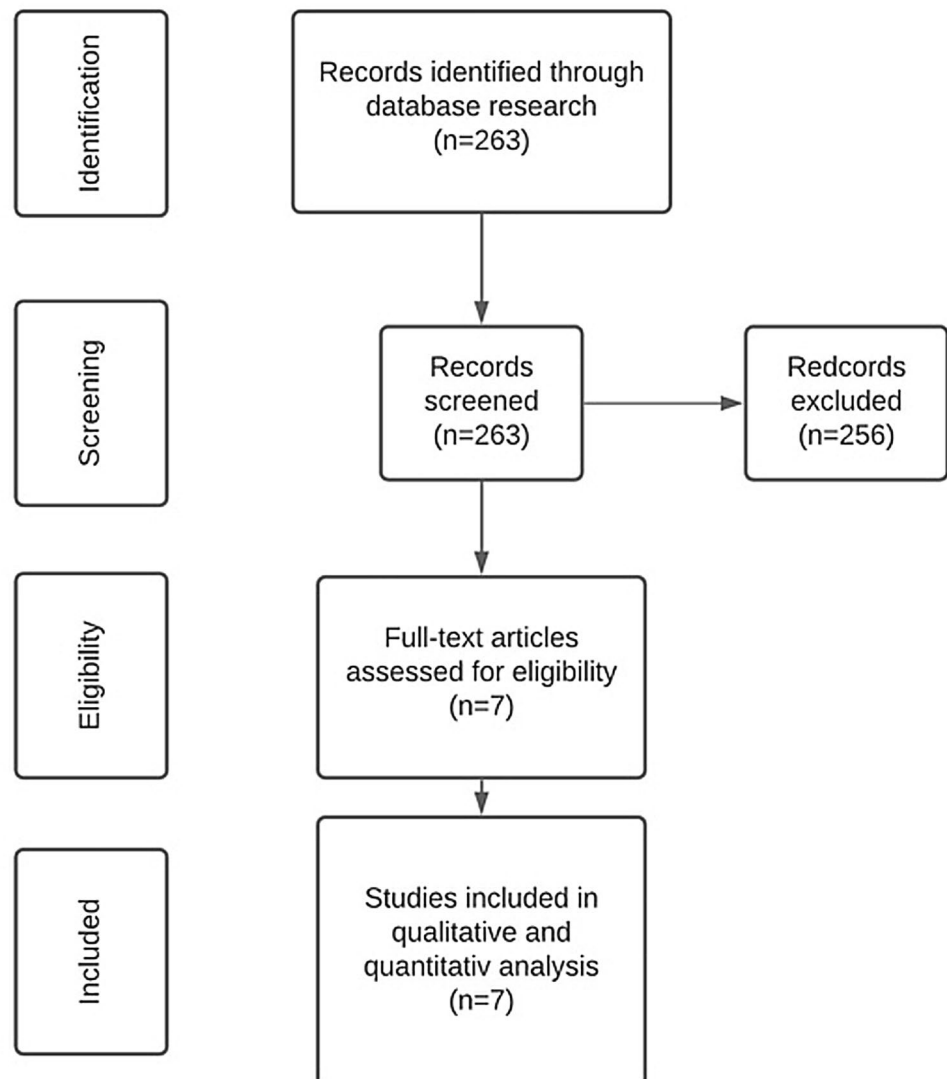 Identification
Records identified through
database research
(n=263)
Screening
Records
screened
(n=263)
Redcords
excluded
(n=256)
Eligibility
Full-text articles
assessed for eligibility
(n=7)
Included
Studies included in
qualitative and
quantitativ analysis
(n=7)